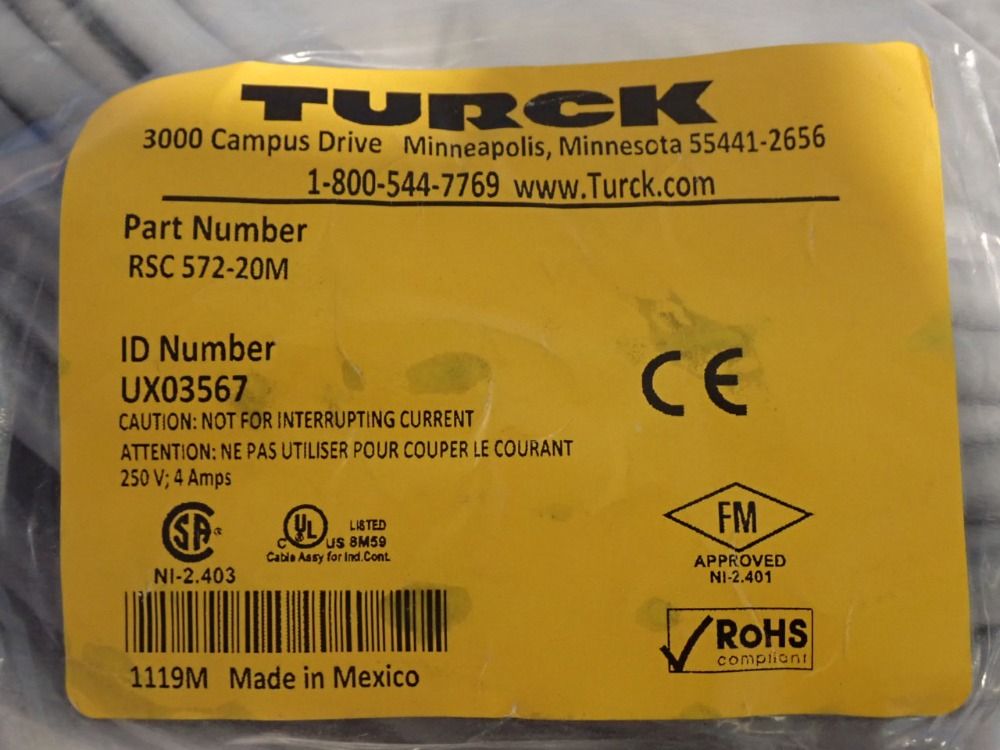 TURCK
3000 Campus Drive Minneapolis, Minnesota 55441-2656
1-800-544-7769 www.Turck.com
Part Number
RSC 572-20M
ID Number
UX03567
CAUTION: NOT FOR INTERRUPTING CURRENT
ATTENTION: NE PAS UTILISER POUR COUPER LE COURANT
250 V; 4 Amps
CE
SA
NI-2.403
C UL US LISTED 8M59
Cable Assy for Ind.Cont.
FM
APPROVED
NI-2.401
RoHS
compliant
1119M Made in Mexico